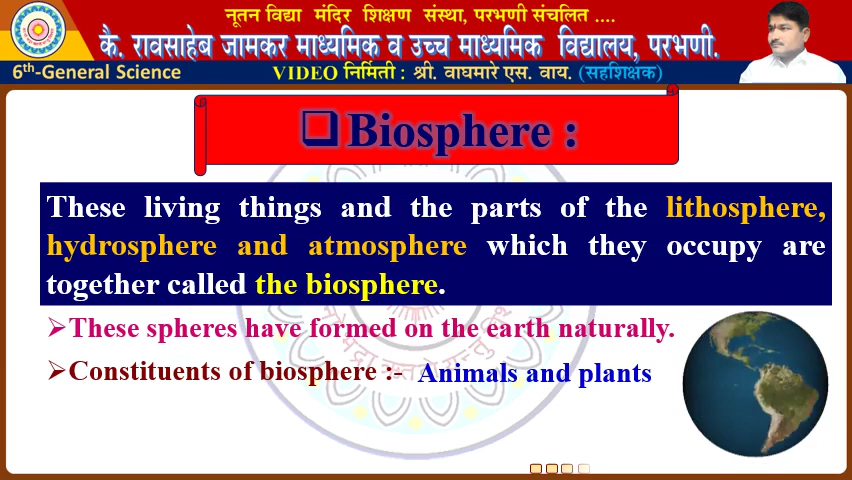 नूतन विद्या मंदिर शिक्षण संस्था, परभणी संचलित ....
कै. रावसाहेब जामकर माध्यमिक व उच्च माध्यमिक विद्यालय, परभणी.
6th-General Science
VIDEO निर्मिती : श्री. वाघमारे एस. वाय. (सहशिक्षक)
❑ Biosphere :
These living things and the parts of the lithosphere,
hydrosphere and atmosphere which they occupy are
together called the biosphere.
➢These spheres have formed on the earth naturally.
➢Constituents of biosphere :- Animals and plants